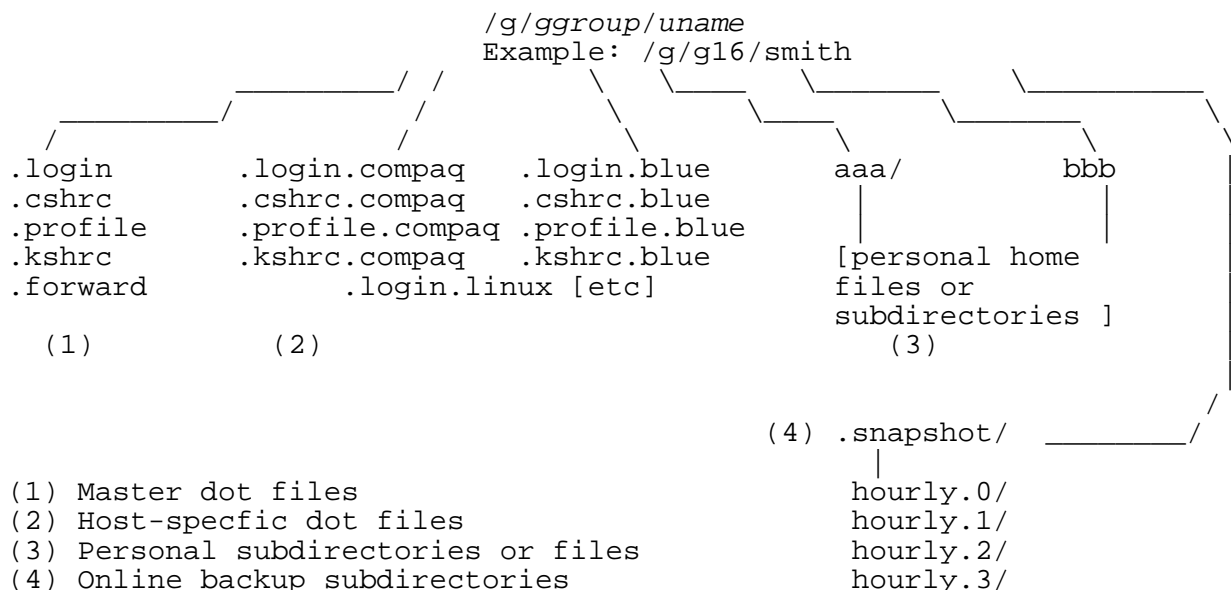 /g/ggroup/uname
Example: /g/g16/smith
.login .login.compaq .login.blue aaa/ bbb
.cshrc .cshrc.compaq .cshrc.blue
.profile .profile.compaq .profile.blue
.kshrc .kshrc.compaq .kshrc.blue [personal home
.forward .login.linux [etc] files or
subdirectories ]
(1) (2) (3)
(4) .snapshot/
(1) Master dot files hourly.0/
(2) Host-specfic dot files hourly.1/
(3) Personal subdirectories or files hourly.2/
(4) Online backup subdirectories hourly.3/